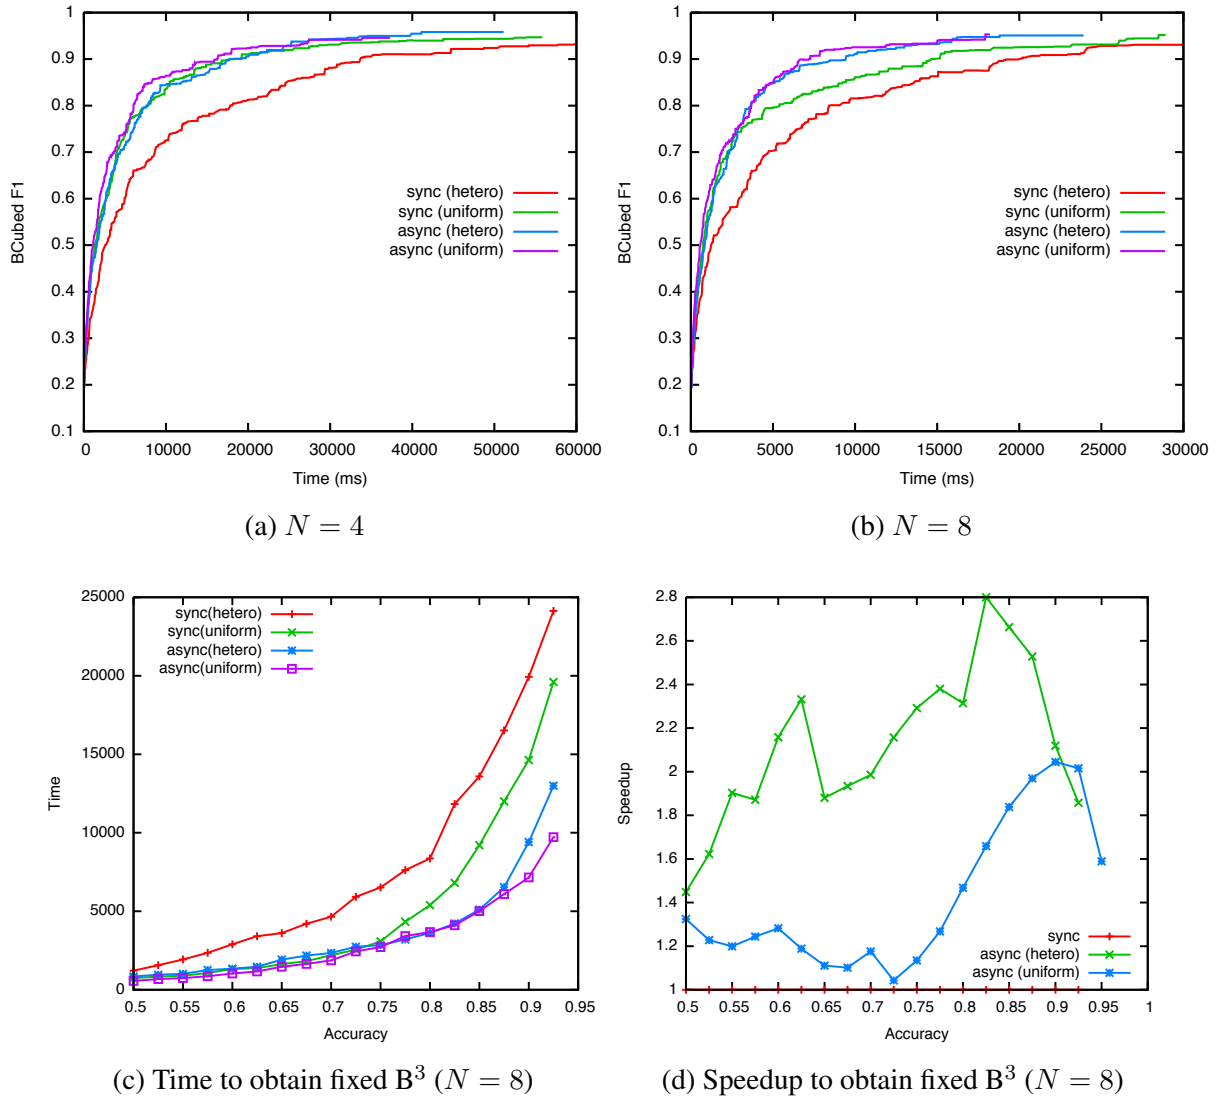 1
0.9
0.8
0.7
0.6
0.5
0.4
0.3
0.2
0.1
BCubed F1
sync (hetero)
sync (uniform)
async (hetero)
async (uniform)
0 10000 20000 30000 40000 50000 60000
Time (ms)
(a) N = 4
1
0.9
0.8
0.7
0.6
0.5
0.4
0.3
0.2
0.1
BCubed F1
sync (hetero)
sync (uniform)
async (hetero)
async (uniform)
0 5000 10000 15000 20000 25000 30000
Time (ms)
(b) N = 8
25000
20000
15000
10000
5000
0
Time
sync(hetero)
sync(uniform)
async(hetero)
async(uniform)
0.5 0.55 0.6 0.65 0.7 0.75 0.8 0.85 0.9 0.95
Accuracy
(c) Time to obtain fixed B³ (N = 8)
2.8
2.6
2.4
2.2
2
1.8
1.6
1.4
1.2
1
Speedup
sync
async (hetero)
async (uniform)
0.5 0.55 0.6 0.65 0.7 0.75 0.8 0.85 0.9 0.95 1
Accuracy
(d) Speedup to obtain fixed B³ (N = 8)